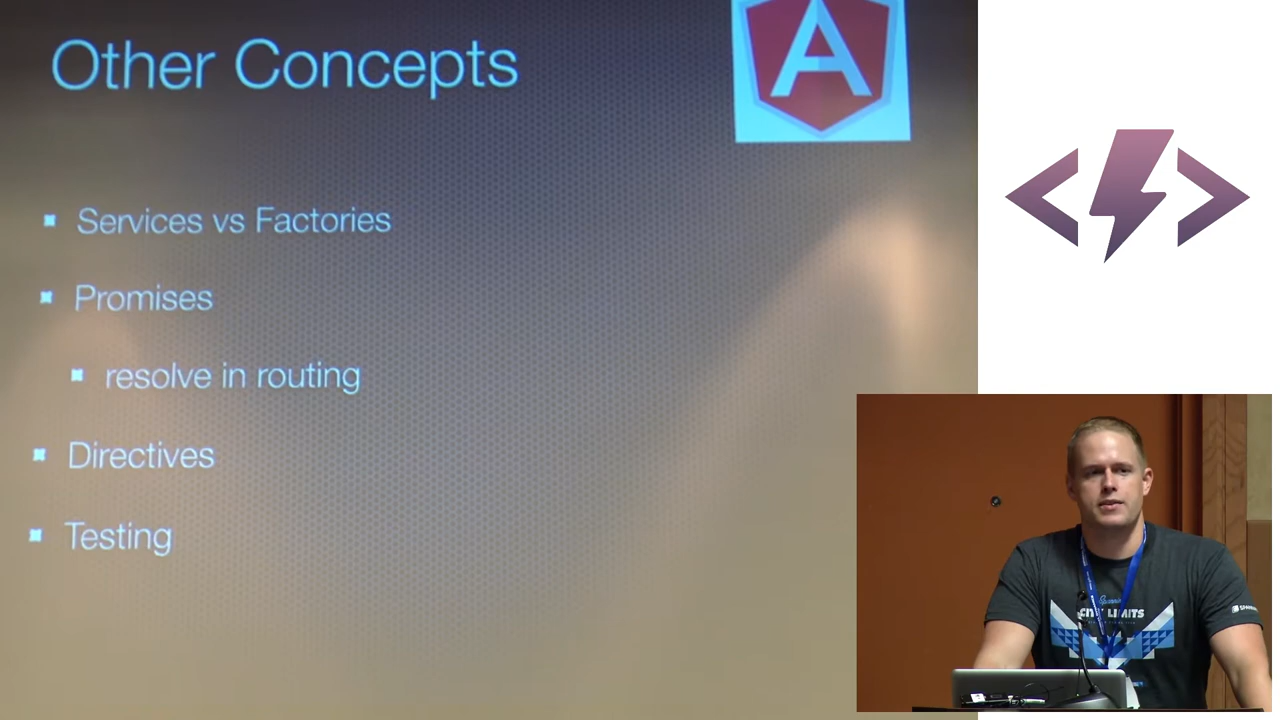 Other Concepts
A
Services vs Factories
Promises
resolve in routing
Directives
Testing
CITY LIMITS